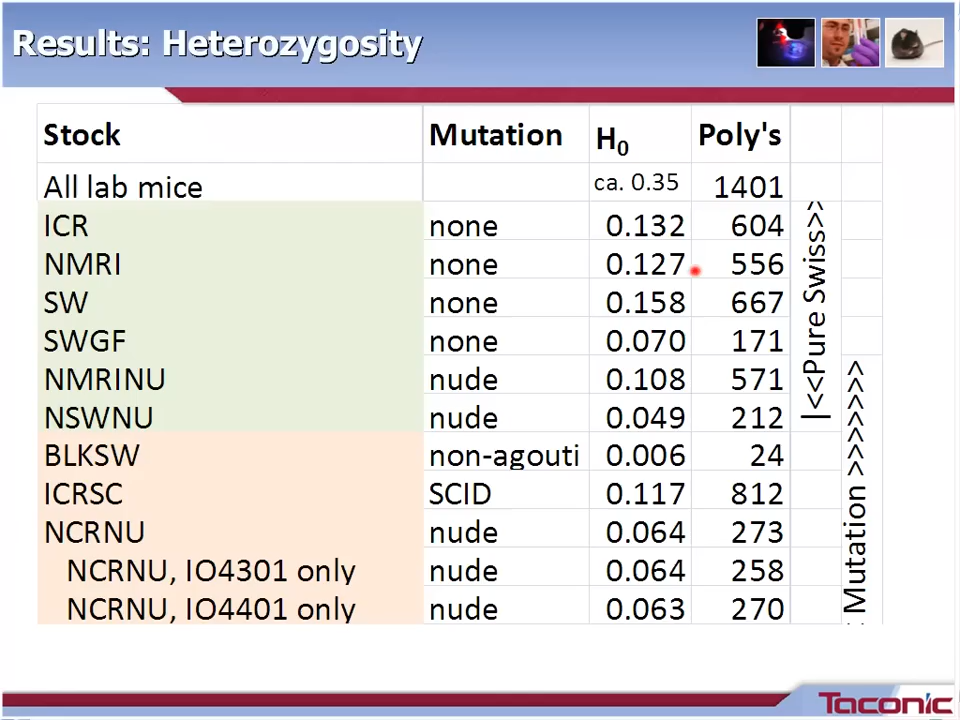 Results: Heterozygosity
Stock Mutation H₀ Poly's
All lab mice ca. 0.35 1401
ICR none 0.132 604
NMRI none 0.127 556
SW none 0.158 667
SWGF none 0.070 171
NMRINU nude 0.108 571
NSWNU nude 0.049 212
BLKSW non-agouti 0.006 24
ICRSC SCID 0.117 812
NCRNU nude 0.064 273
NCRNU, IO4301 only nude 0.064 258
NCRNU, IO4401 only nude 0.063 270
|<<Pure Swiss>>
Mutation >>>>>>>
Taconic